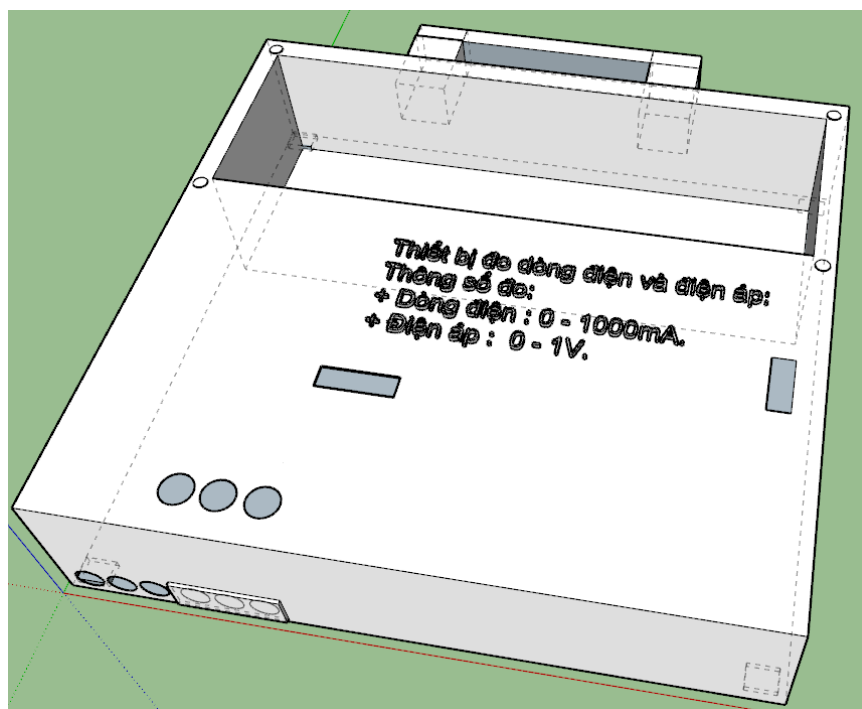 Thiết bị đo dòng điện và điện áp:
Thông số đo:
+ Dòng điện : 0 - 1000mA.
+ Điện áp : 0 - 1V.